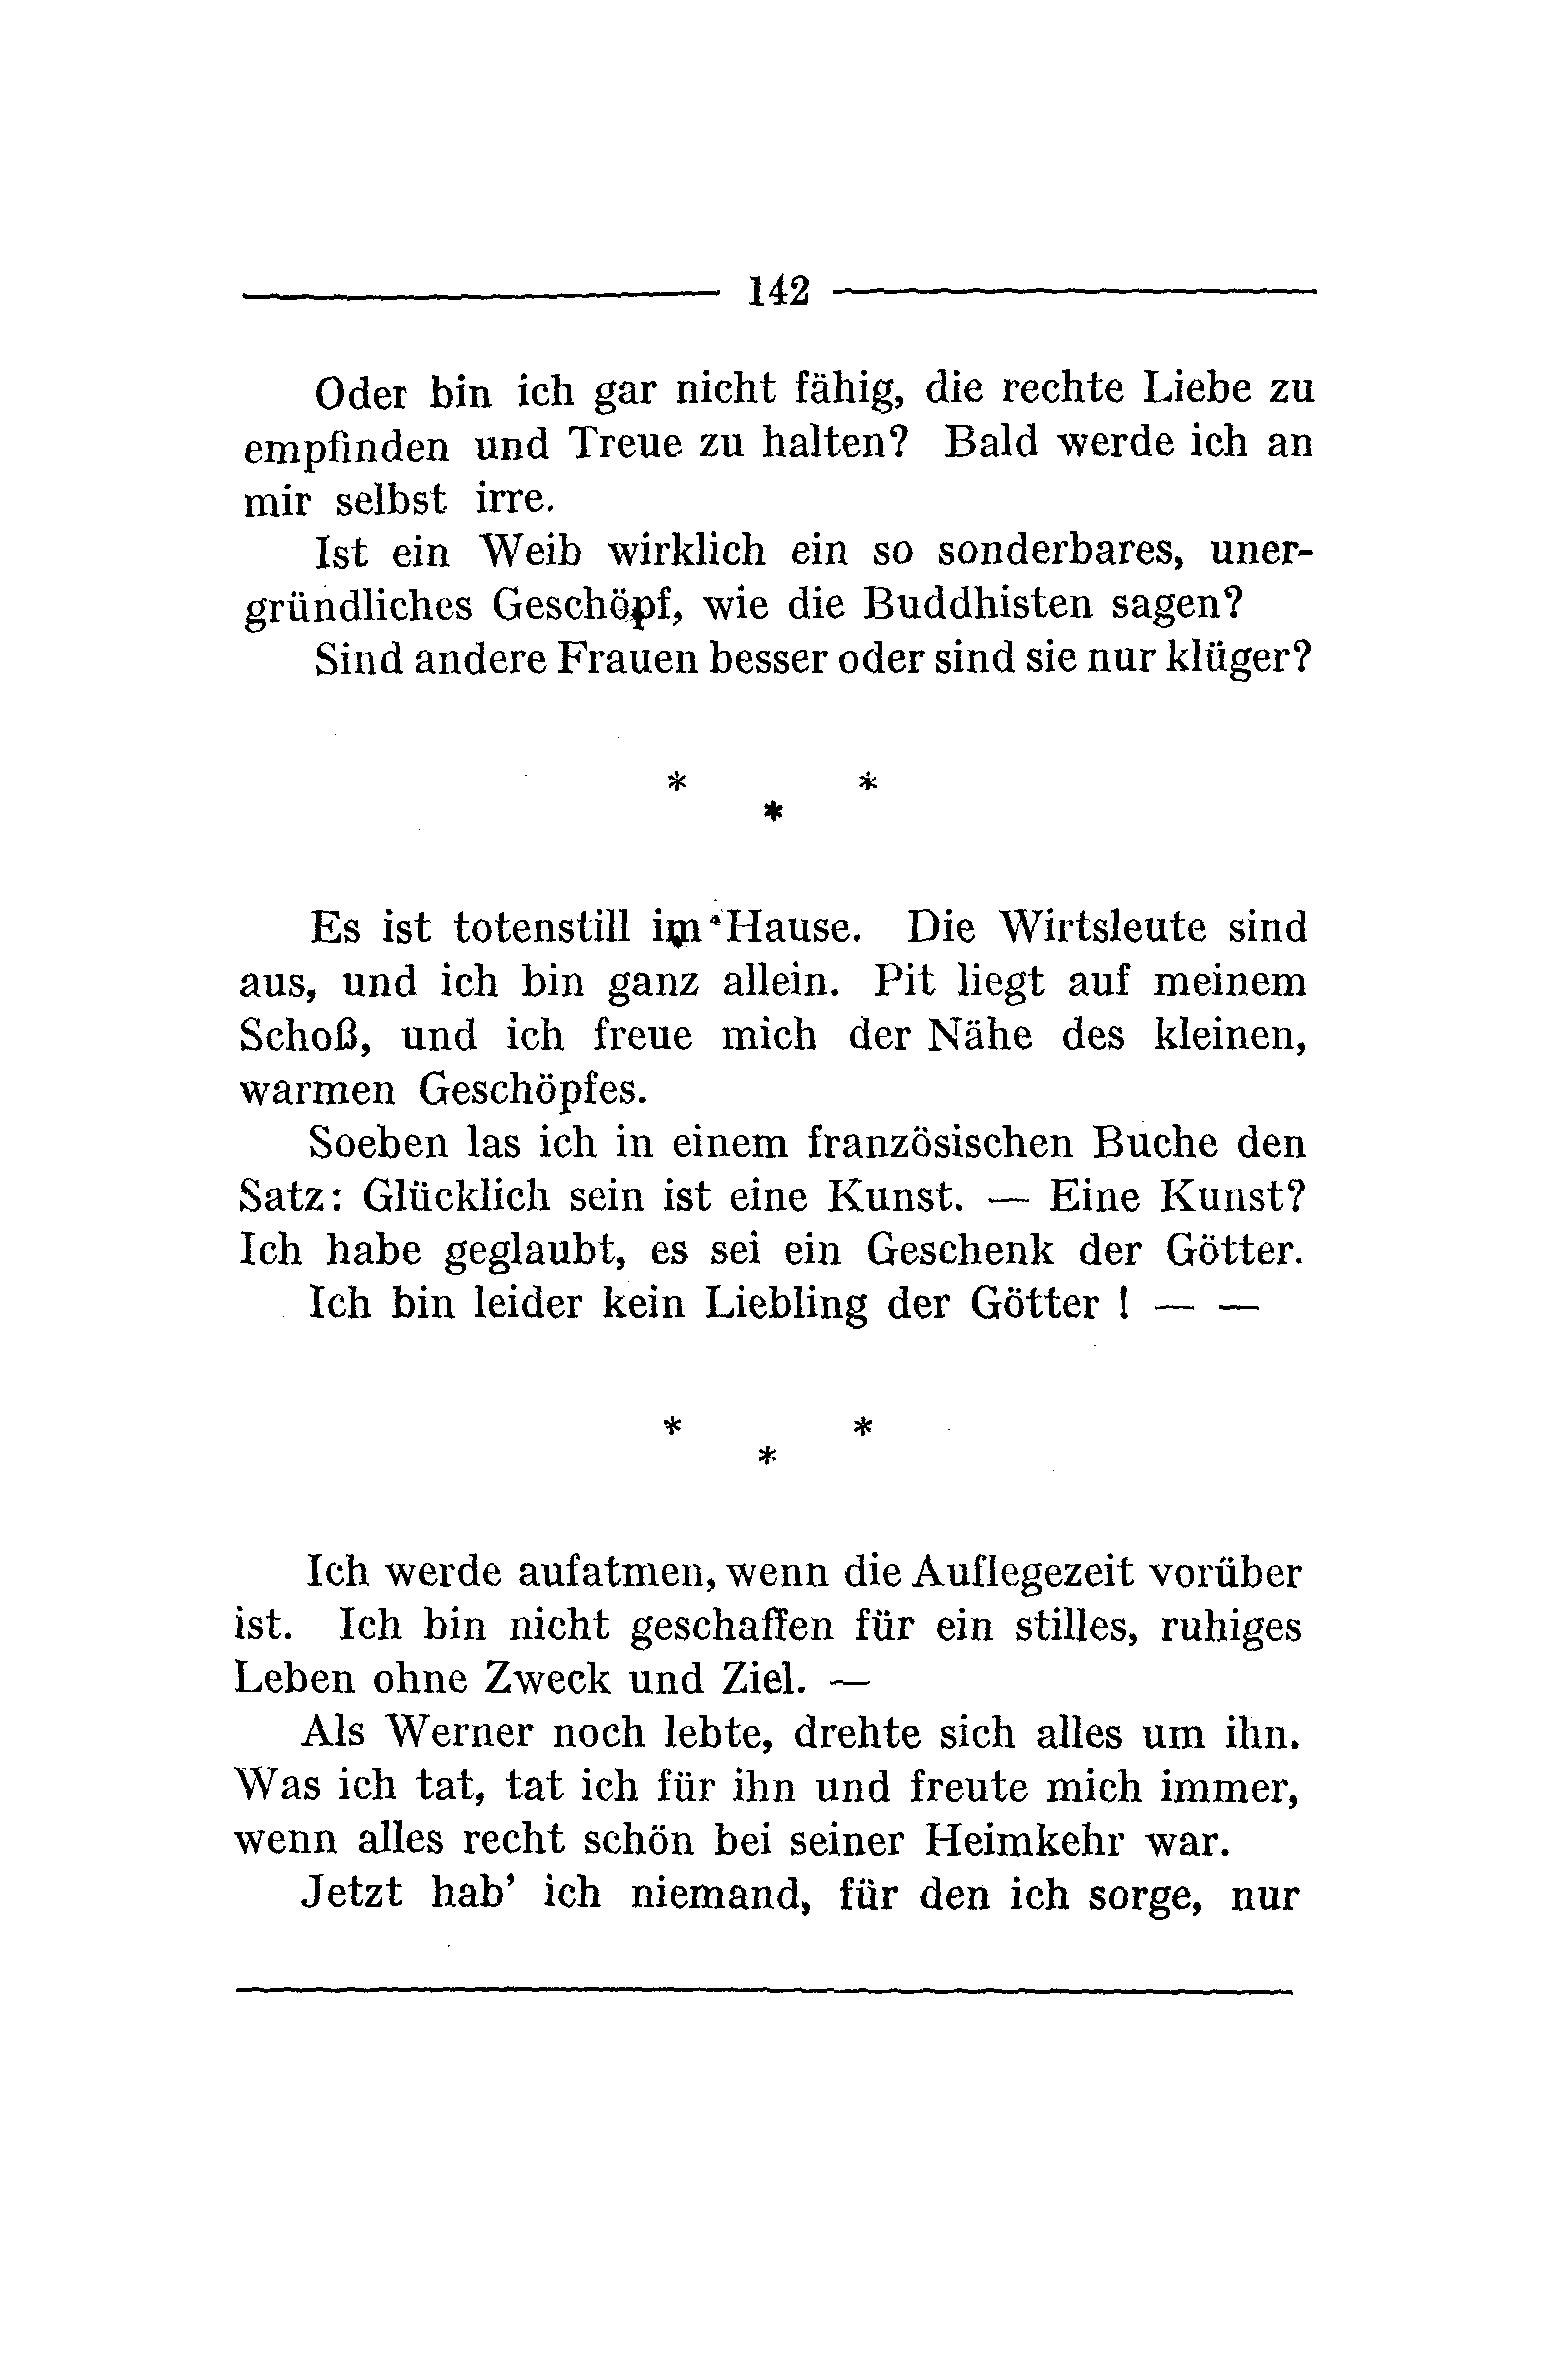 142
Oder bin ich gar nicht fähig, die rechte Liebe zu
empfinden und Treue zu halten? Bald werde ich an
mir selbst irre.
Ist ein Weib wirklich ein so sonderbares, uner-
gründliches Geschöpf, wie die Buddhisten sagen?
Sind andere Frauen besser oder sind sie nur klüger?
* *
*
Es ist totenstill im Hause. Die Wirtsleute sind
aus, und ich bin ganz allein. Pit liegt auf meinem
Schoß, und ich freue mich der Nähe des kleinen,
warmen Geschöpfes.
Soeben las ich in einem französischen Buche den
Satz: Glücklich sein ist eine Kunst. — Eine Kunst?
Ich habe geglaubt, es sei ein Geschenk der Götter.
Ich bin leider kein Liebling der Götter ! — —
* *
*
Ich werde aufatmen, wenn die Auflegezeit vorüber
ist. Ich bin nicht geschaffen für ein stilles, ruhiges
Leben ohne Zweck und Ziel. —
Als Werner noch lebte, drehte sich alles um ihn.
Was ich tat, tat ich für ihn und freute mich immer,
wenn alles recht schön bei seiner Heimkehr war.
Jetzt hab' ich niemand, für den ich sorge, nur